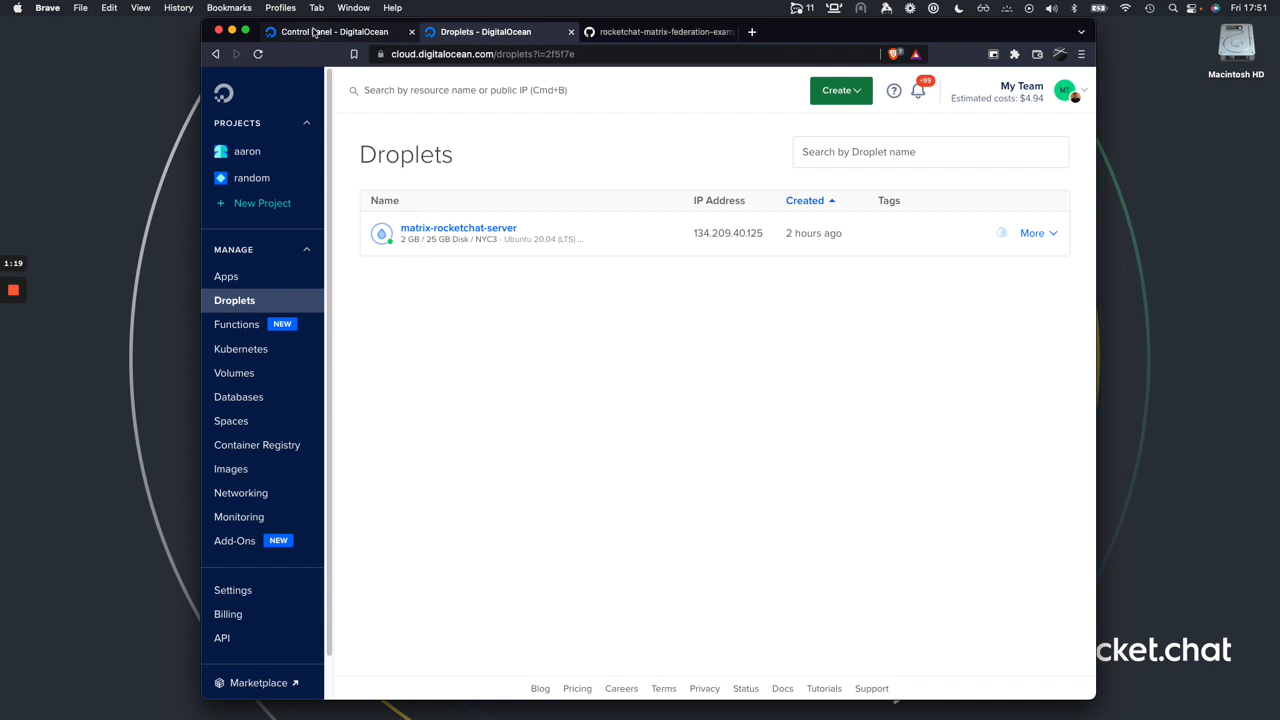 Brave File Edit View History Bookmarks Profiles Tab Window Help
11
Fri 17:51
Control Panel - DigitalOcean
Droplets - DigitalOcean
rocketchat-matrix-federation-exam
cloud.digitalocean.com/droplets?i=2f5f7e
7
Macintosh HD
Search by resource name or public IP (Cmd+B)
Create
+99
My Team
Estimated costs: $4.94
MT
PROJECTS
aaron
random
+ New Project
MANAGE
Apps
Droplets
Functions NEW
Kubernetes
Volumes
Databases
Spaces
Container Registry
Images
Networking
Monitoring
Add-Ons NEW
Settings
Billing
API
Marketplace
1:19
Droplets
Search by Droplet name
Name IP Address Created Tags
matrix-rocketchat-server 134.209.40.125 2 hours ago More
2 GB / 25 GB Disk / NYC3 - Ubuntu 20.04 (LTS) ...
cket.chat
Blog Pricing Careers Terms Privacy Status Docs Tutorials Support